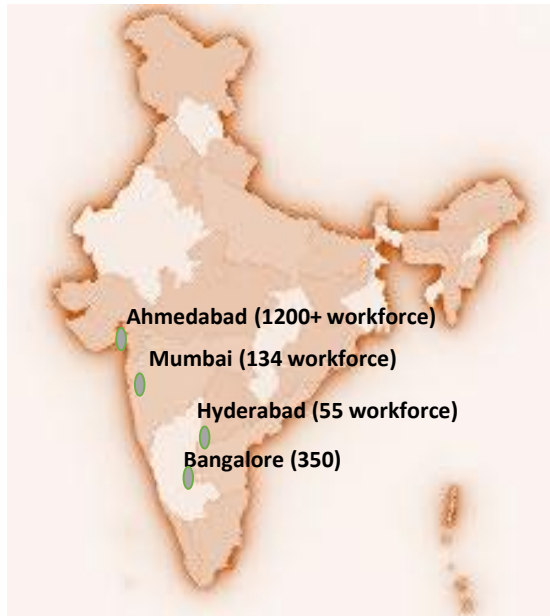 Ahmedabad (1200+ workforce)
Mumbai (134 workforce)
Hyderabad (55 workforce)
Bangalore (350)